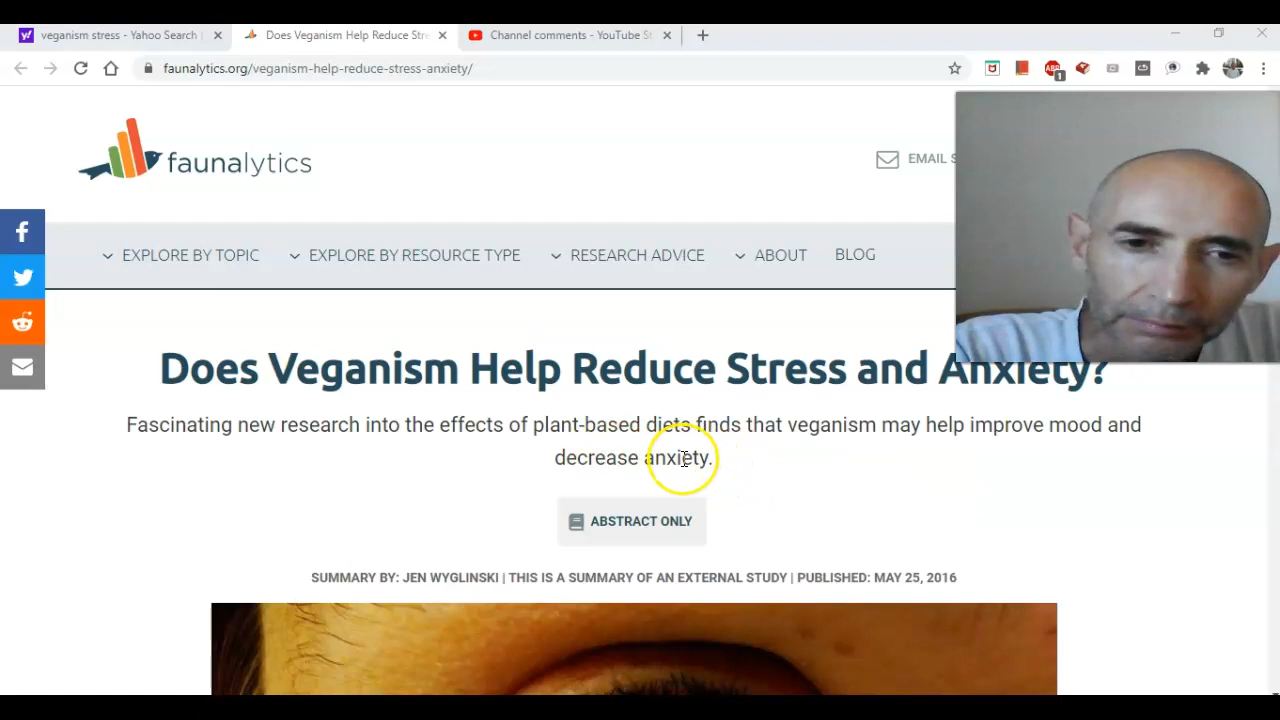 veganism stress - Yahoo Search
Does Veganism Help Reduce Stre
Channel comments - YouTube St
faunalytics.org/veganism-help-reduce-stress-anxiety/
1
faunalytics
EMAIL S
EXPLORE BY TOPIC
EXPLORE BY RESOURCE TYPE
RESEARCH ADVICE
ABOUT
BLOG
Does Veganism Help Reduce Stress and Anxiety?
Fascinating new research into the effects of plant-based diets finds that veganism may help improve mood and
decrease anxiety.
ABSTRACT ONLY
SUMMARY BY: JEN WYGLINSKI | THIS IS A SUMMARY OF AN EXTERNAL STUDY | PUBLISHED: MAY 25, 2016